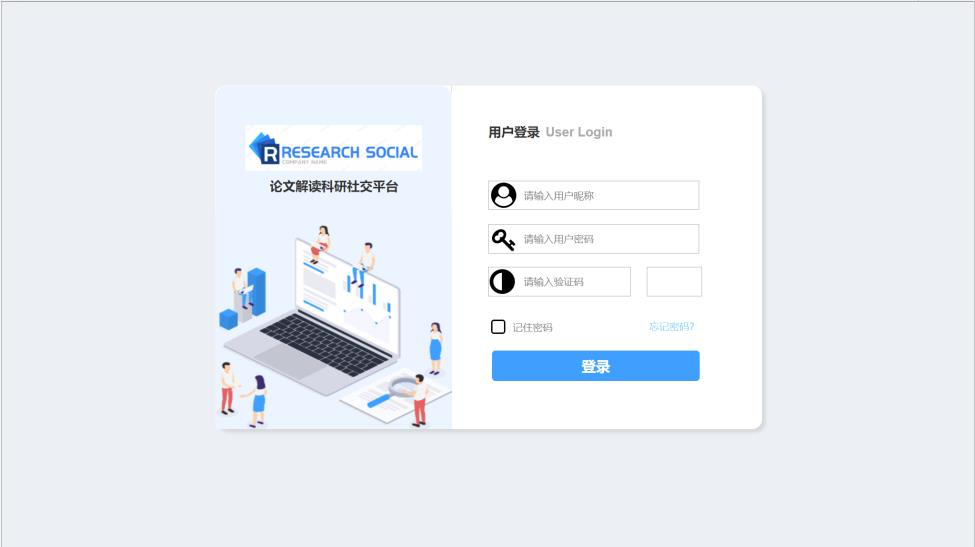 RESEARCH SOCIAL
COMPANY NAME
论文解读科研社交平台
用户登录 User Login
请输入用户昵称
请输入用户密码
请输入验证码
记住密码 忘记密码?
登录